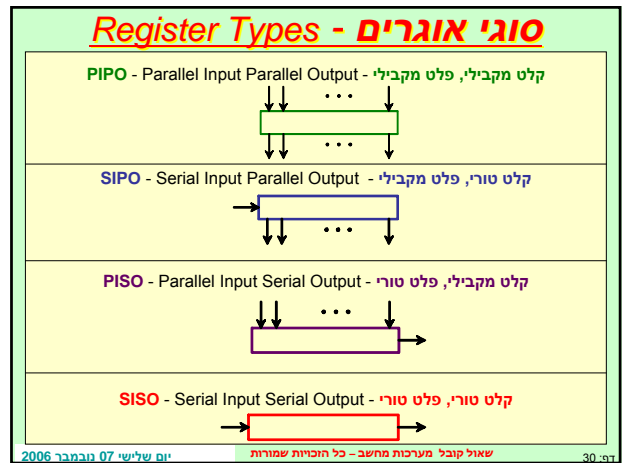 Register Types - סוגי אוגרים
PIPO - Parallel Input Parallel Output - קלט מקבילי, פלט מקבילי
SIPO - Serial Input Parallel Output - קלט טורי, פלט מקבילי
PISO - Parallel Input Serial Output - קלט מקבילי, פלט טורי
SISO - Serial Input Serial Output - קלט טורי, פלט טורי
יום שלישי 07 נובמבר 2006
שאול קובל מערכות מחשב – כל הזכויות שמורות
דפ: 30